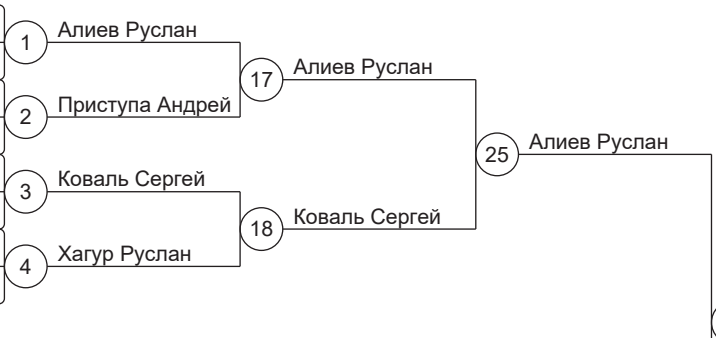 1 Алиев Руслан
17 Алиев Руслан
2 Приступа Андрей
25 Алиев Руслан
3 Коваль Сергей
18 Коваль Сергей
4 Хагур Руслан